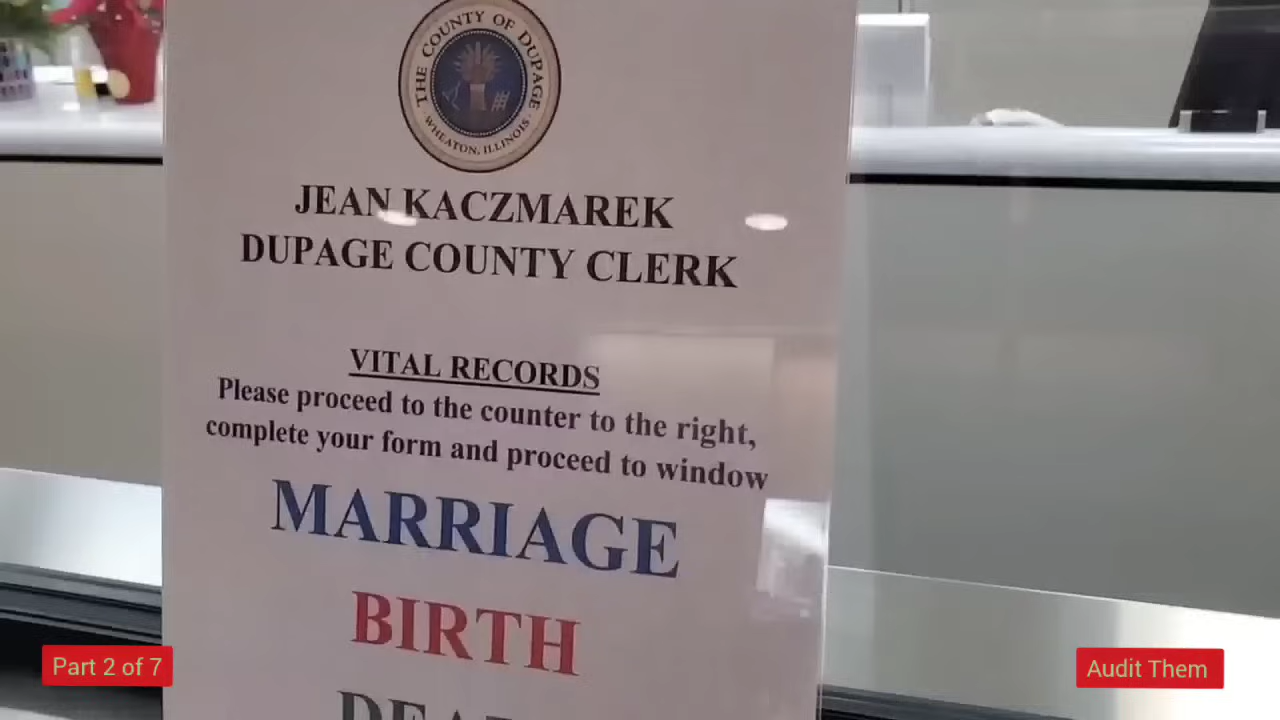 THE COUNTY OF DUPAGE
WHEATON, ILLINOIS
JEAN KACZMAREK
DUPAGE COUNTY CLERK
VITAL RECORDS
Please proceed to the counter to the right,
complete your form and proceed to window
MARRIAGE
BIRTH
Part 2 of 7
Audit Them